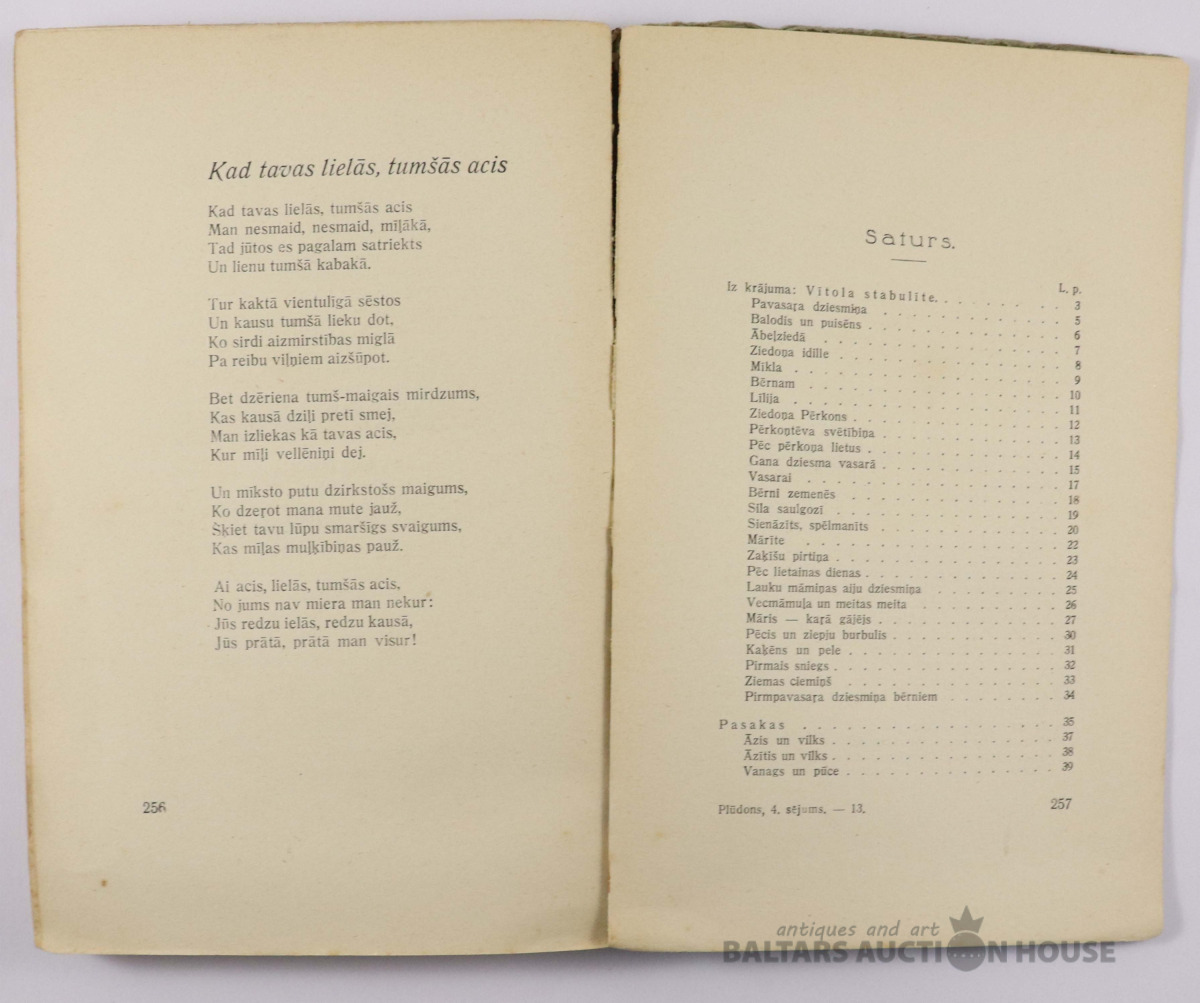 Kad tavas lielās, tumšās acis
Kad tavas lielās, tumšās acis
Man nesmaid, nesmaid, mīļākā,
Tad jūtos es pagalam satriekts
Un lienu tumšā kabakā.
Tur kaktā vientulīgā sēstos
Un kausu tumšā lieku dot,
Ko sirdi aizmirstības miglā
Pa reibu viļņiem aizšūpot.
Bet dzēriena tumš-maigais mirdzums,
Kas kausā dziļi preti smej,
Man izliekas kā tavas acis,
Kur mīļi vellēniņi dej.
Un mīksto putu dzirkstošs maigums,
Ko dzeŗot mana mute jauž,
Šķiet tavu lūpu smaršīgs svaigums,
Kas mīļas muļķībiņas pauž.
Ai acis, lielās, tumšās acis,
No jums nav miera man nekur:
Jūs redzu ielās, redzu kausā,
Jūs prātā, prātā man visur!
256
Saturs.
L. p.
Iz krājuma: Vītola stabulīte. 3
Pavasaŗa dziesmiņa 5
Balodis un puisēns 6
Ābeļziedā 7
Ziedoņa idille 8
Mīkla 9
Bērnam 10
Lilija 11
Ziedoņa Pērkons 12
Pērkoņtēva svētībiņa 13
Pēc pērkoņa lietus 14
Gana dziesma vasarā 15
Vasarai 17
Bērni zemenēs 18
Sila saulgozī 19
Sienāzīts, spēlmanīts 20
Mārīte 22
Zaķīšu pirtiņa 23
Pēc lietainas dienas 24
Lauku māmiņas aiju dziesmiņa 25
Vecmāmuļa un meitas meita 26
Māris — kaŗā gājējs 27
Pēcis un ziepju burbulis 30
Kaķēns un pele 31
Pirmais sniegs 32
Ziemas ciemiņš 33
Pirmpavasaŗa dziesmiņa bērniem 34
Pasakas 35
Āzis un vilks 37
Āzītis un vilks 38
Vanags un pūce 39
Plūdons, 4. sējums. — 13.
257
antiques and art
BALTARS AUCTION HOUSE